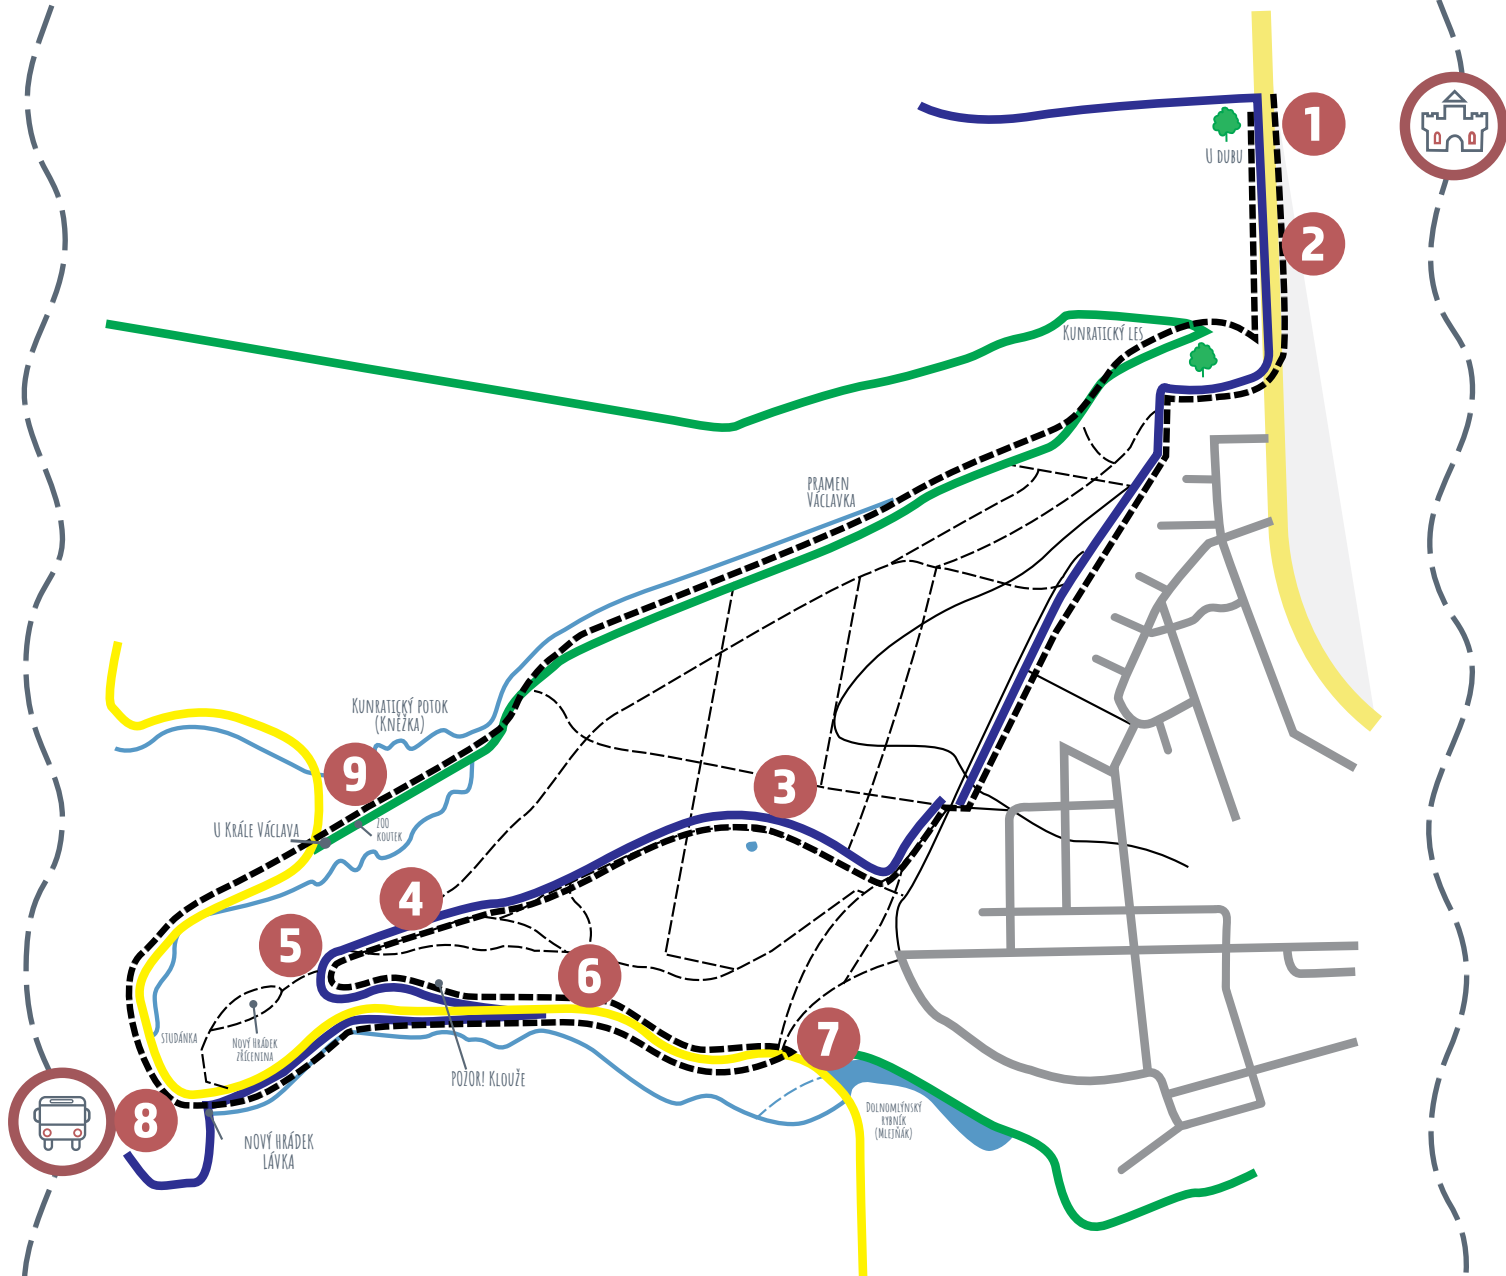 1
U DUBU
2
KUNRATICKÝ LES
PRAMEN
VÁCLAVKA
KUNRATICKÝ POTOK
(KNĚŽKA)
9
3
U KRÁLE VÁCLAVA
ZOO
KOUTEK
4
5
6
STUDÁNKA
NOVÝ HRÁDEK
ZŘÍCENINA
7
POZOR! KLOUŽE
DOLNOMLÝNSKÝ
RYBNÍK
(MLEJŇÁK)
8
nOVÝ HRÁDEK
LÁVKA